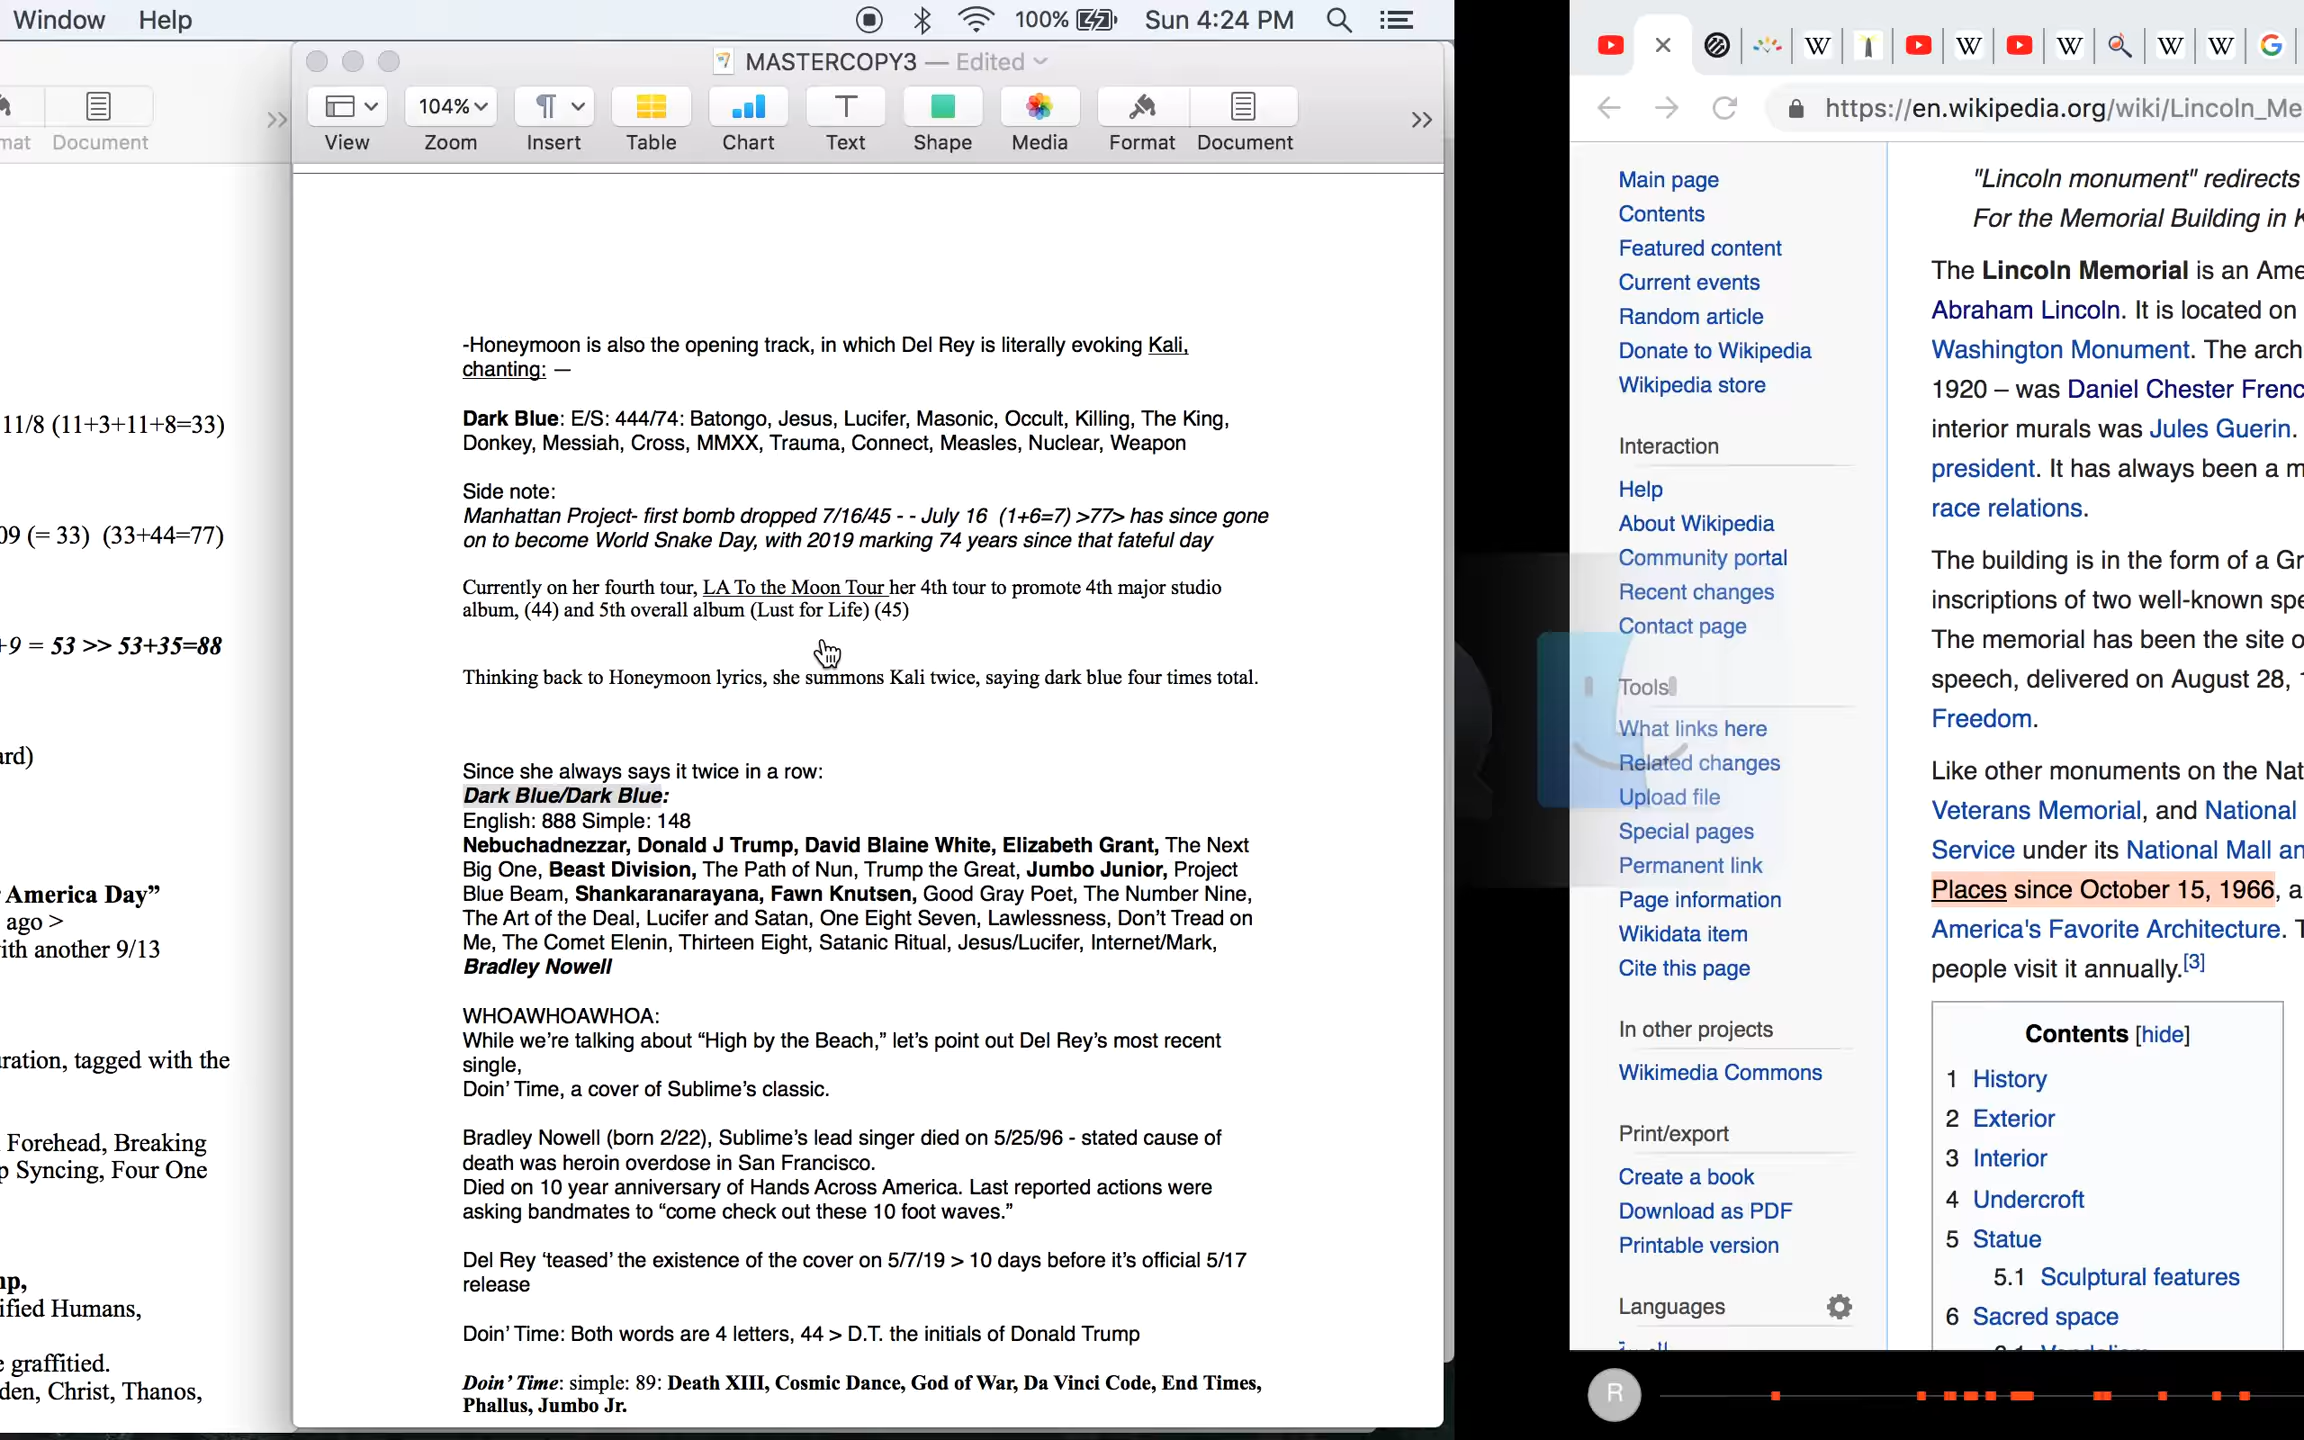 Window Help
100% Sun 4:24 PM
MASTERCOPY3 — Edited
104%
View Zoom Insert Table Chart Text Shape Media Format Document
mat Document
11/8 (11+3+11+8=33)
09 (= 33) (33+44=77)
+9 = 53 >> 53+35=88
ard)
America Day”
ago >
ith another 9/13
uration, tagged with the
Forehead, Breaking
p Syncing, Four One
mp,
ified Humans,
e graffitied.
den, Christ, Thanos,
-Honeymoon is also the opening track, in which Del Rey is literally evoking Kali,
chanting: —
Dark Blue: E/S: 444/74: Batongo, Jesus, Lucifer, Masonic, Occult, Killing, The King,
Donkey, Messiah, Cross, MMXX, Trauma, Connect, Measles, Nuclear, Weapon
Side note:
Manhattan Project- first bomb dropped 7/16/45 - - July 16 (1+6=7) >77> has since gone
on to become World Snake Day, with 2019 marking 74 years since that fateful day
Currently on her fourth tour, LA To the Moon Tour her 4th tour to promote 4th major studio
album, (44) and 5th overall album (Lust for Life) (45)
Thinking back to Honeymoon lyrics, she summons Kali twice, saying dark blue four times total.
Since she always says it twice in a row:
Dark Blue/Dark Blue:
English: 888 Simple: 148
Nebuchadnezzar, Donald J Trump, David Blaine White, Elizabeth Grant, The Next
Big One, Beast Division, The Path of Nun, Trump the Great, Jumbo Junior, Project
Blue Beam, Shankaranarayana, Fawn Knutsen, Good Gray Poet, The Number Nine,
The Art of the Deal, Lucifer and Satan, One Eight Seven, Lawlessness, Don’t Tread on
Me, The Comet Elenin, Thirteen Eight, Satanic Ritual, Jesus/Lucifer, Internet/Mark,
Bradley Nowell
WHOAWHOAWHOA:
While we’re talking about “High by the Beach,” let’s point out Del Rey’s most recent
single,
Doin’ Time, a cover of Sublime’s classic.
Bradley Nowell (born 2/22), Sublime’s lead singer died on 5/25/96 - stated cause of
death was heroin overdose in San Francisco.
Died on 10 year anniversary of Hands Across America. Last reported actions were
asking bandmates to “come check out these 10 foot waves.”
Del Rey ‘teased’ the existence of the cover on 5/7/19 > 10 days before it’s official 5/17
release
Doin’ Time: Both words are 4 letters, 44 > D.T. the initials of Donald Trump
Doin’ Time: simple: 89: Death XIII, Cosmic Dance, God of War, Da Vinci Code, End Times,
Phallus, Jumbo Jr.
https://en.wikipedia.org/wiki/Lincoln_Me
Main page
Contents
Featured content
Current events
Random article
Donate to Wikipedia
Wikipedia store
Interaction
Help
About Wikipedia
Community portal
Recent changes
Contact page
Tools
What links here
Related changes
Upload file
Special pages
Permanent link
Page information
Wikidata item
Cite this page
In other projects
Wikimedia Commons
Print/export
Create a book
Download as PDF
Printable version
Languages
"Lincoln monument" redirects
For the Memorial Building in K
The Lincoln Memorial is an Ame
Abraham Lincoln. It is located on
Washington Monument. The arch
1920 – was Daniel Chester Frenc
interior murals was Jules Guerin.
president. It has always been a m
race relations.
The building is in the form of a Gr
inscriptions of two well-known spe
The memorial has been the site o
speech, delivered on August 28, 1
Freedom.
Like other monuments on the Nat
Veterans Memorial, and National
Service under its National Mall an
Places since October 15, 1966, a
America's Favorite Architecture. T
people visit it annually.[3]
Contents [hide]
1 History
2 Exterior
3 Interior
4 Undercroft
5 Statue
5.1 Sculptural features
6 Sacred space
R